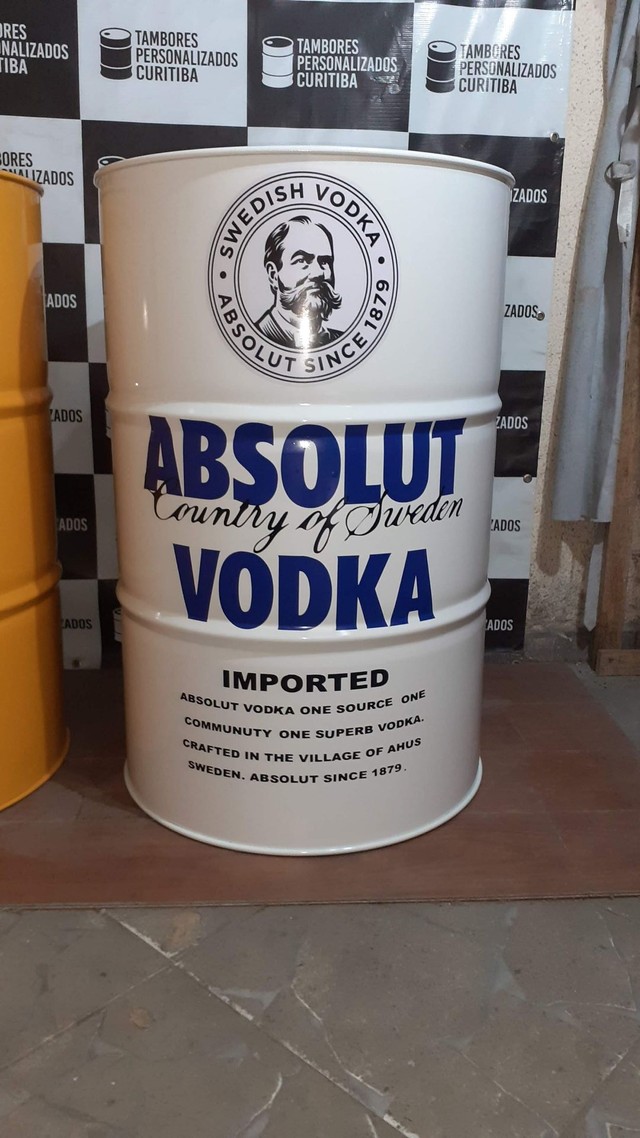 TAMBORES
PERSONALIZADOS
CURITIBA
TAMBORES
PERSONALIZADOS
CURITIBA
TAMBORES
PERSONALIZADOS
CURITIBA
SWEDISH VODKA
ABSOLUT SINCE 1879
ABSOLUT
Country of Sweden
VODKA
IMPORTED
ABSOLUT VODKA ONE SOURCE ONE
COMMUNUTY ONE SUPERB VODKA.
CRAFTED IN THE VILLAGE OF AHUS
SWEDEN. ABSOLUT SINCE 1879.